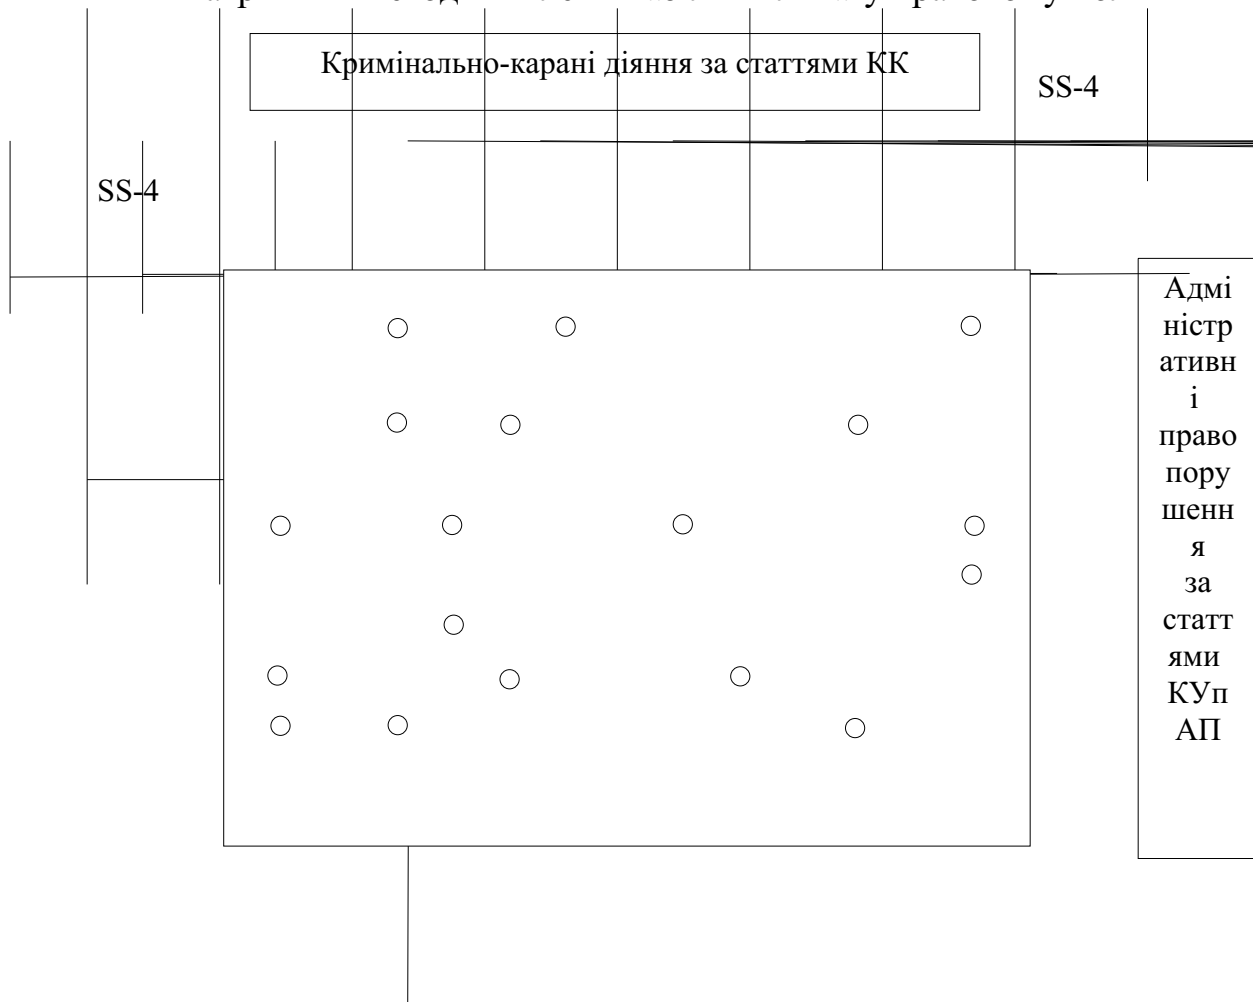 Кримінально-карані діяння за статтями КК
SS-4
SS-4
Адмі
ністр
ативн
і
право
пору
шенн
я
за
статт
ями
КУп
АП